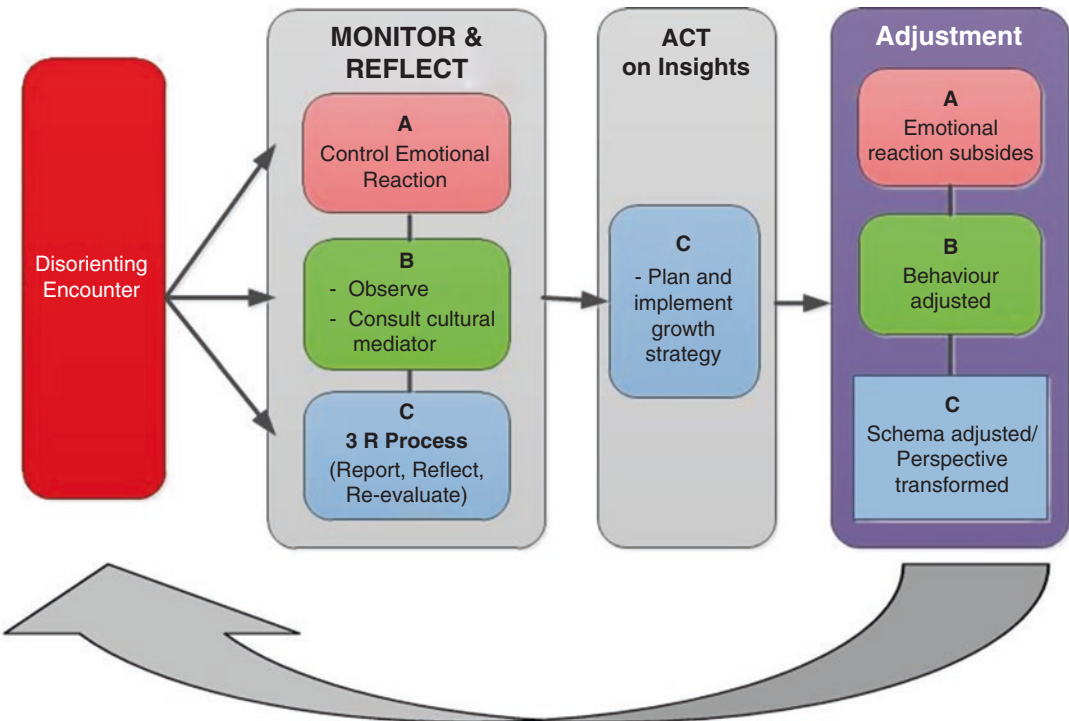 Disorienting
Encounter
MONITOR &
REFLECT
A
Control Emotional
Reaction
B
- Observe
- Consult cultural
mediator
C
3 R Process
(Report, Reflect,
Re-evaluate)
ACT
on Insights
C
- Plan and
implement
growth
strategy
Adjustment
A
Emotional
reaction subsides
B
Behaviour
adjusted
C
Schema adjusted/
Perspective
transformed